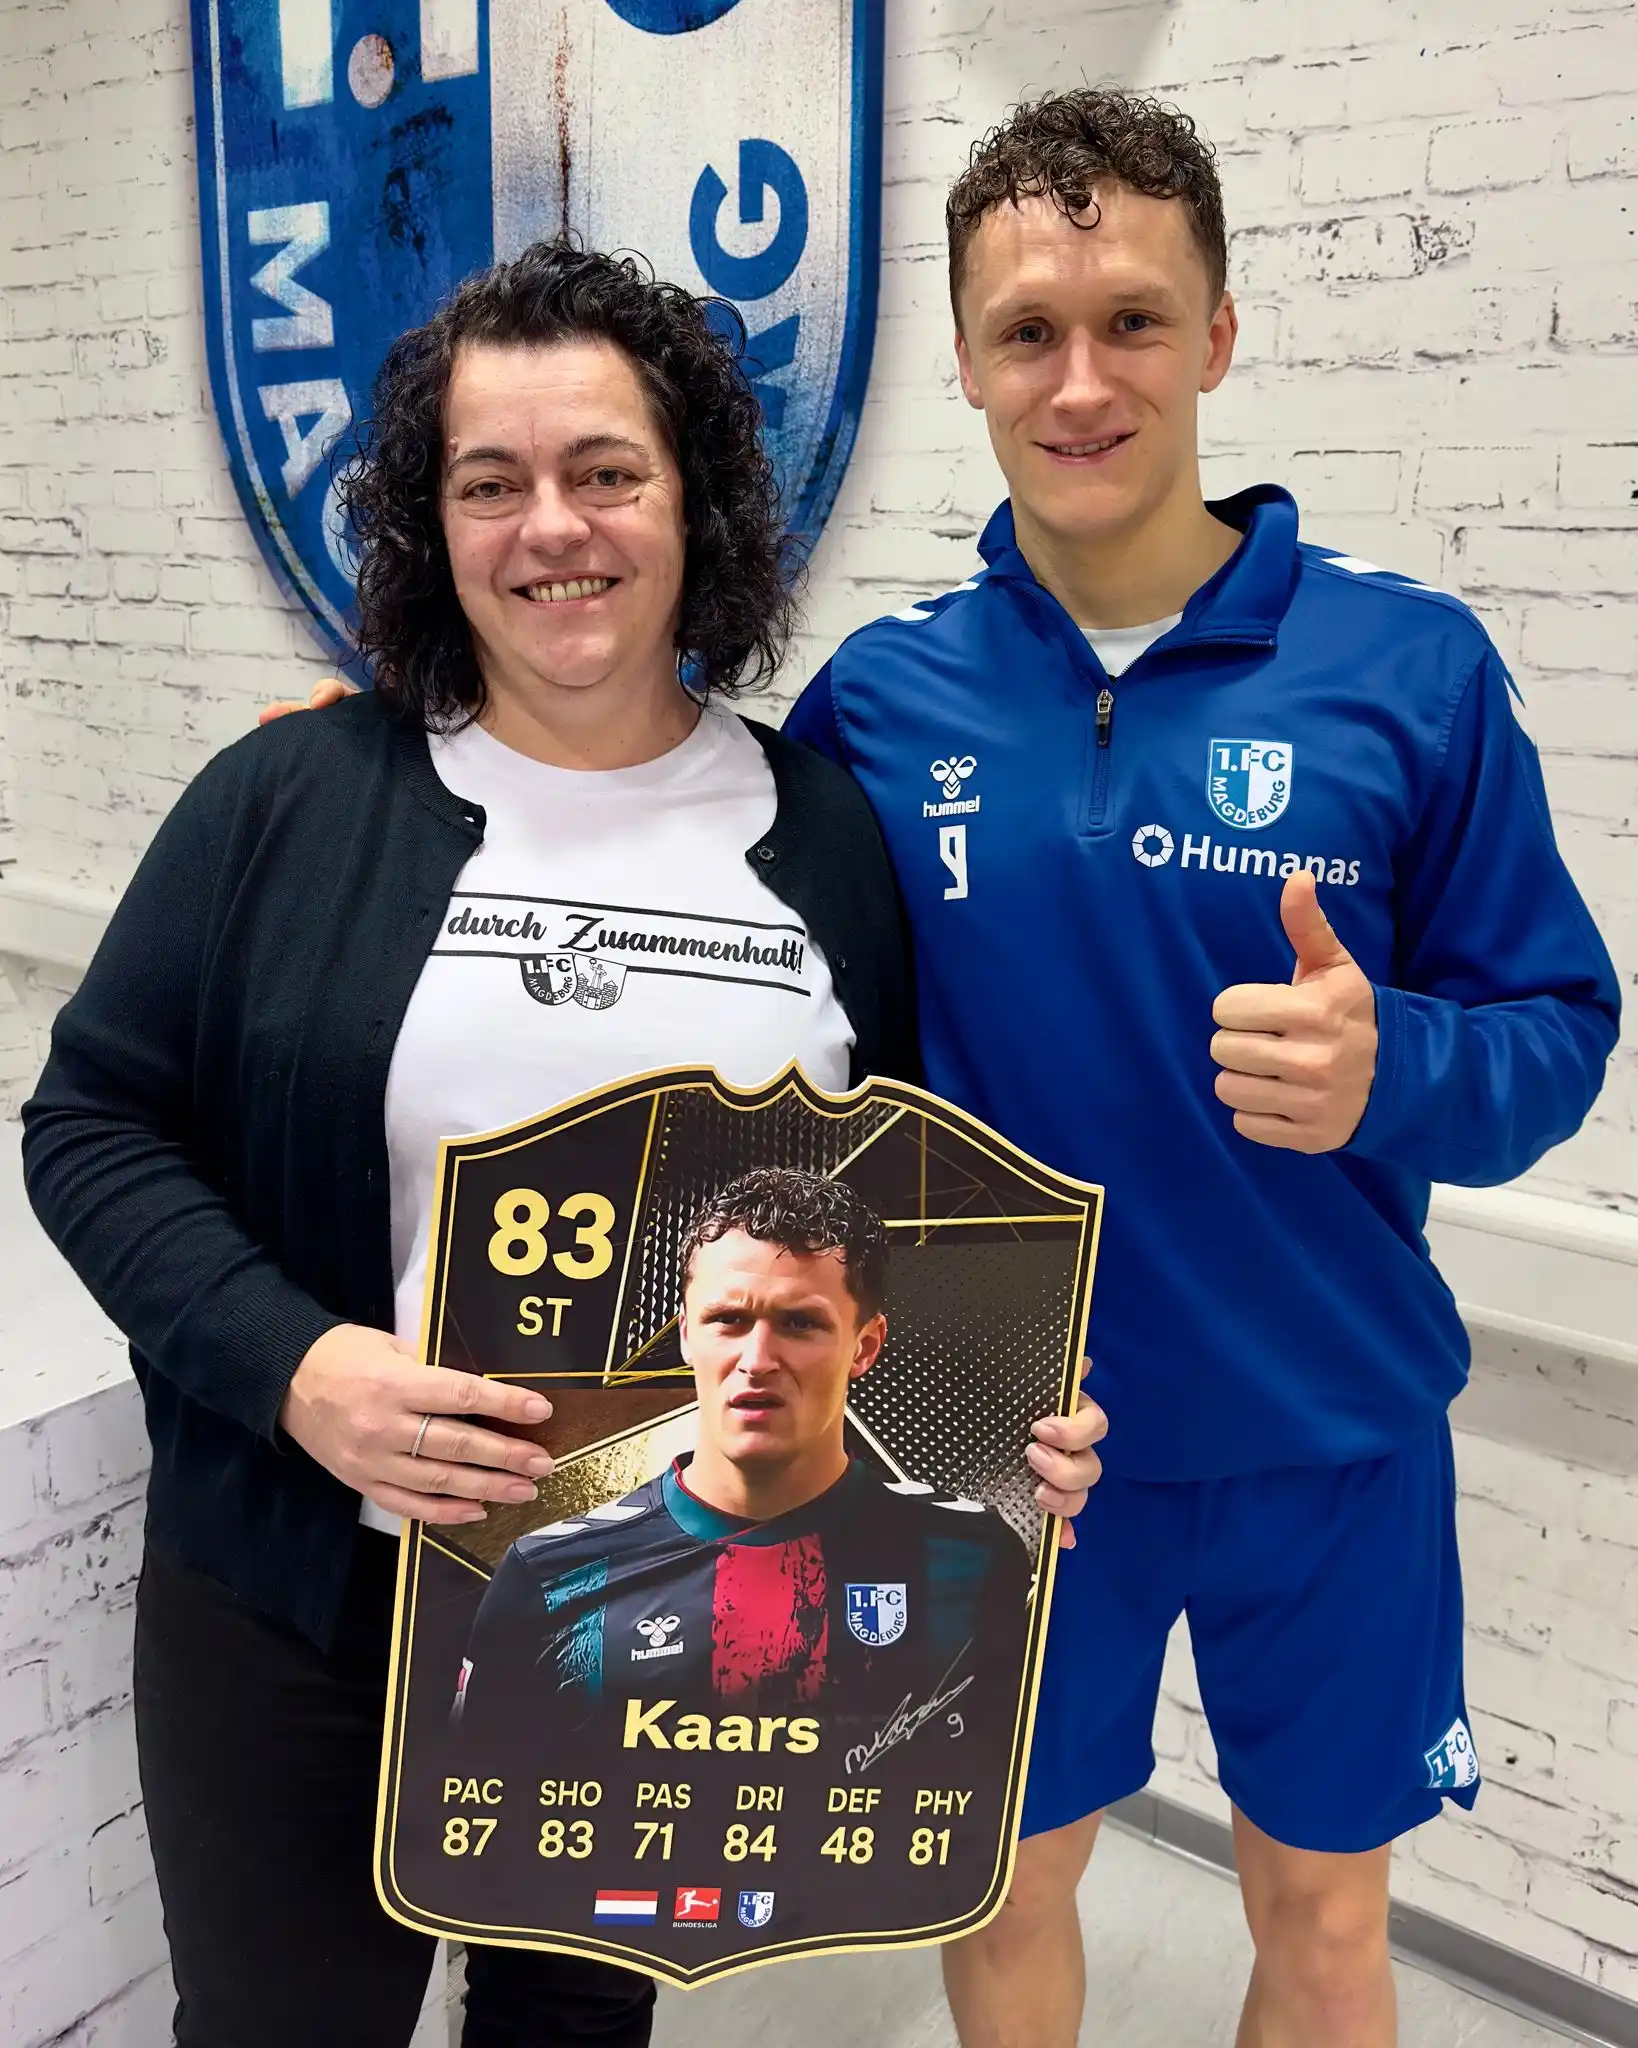 1.FC
MAG
hummel
9
1.FC
MAGDEBURG
Humanas
durch Zusammenhalt!
1.FC
MAGDEBURG
83
ST
hummel
1.FC
MAGDEBURG
Kaars
9
PAC SHO PAS DRI DEF PHY
87 83 71 84 48 81
BUNDESLIGA
1.FC
MAGDEBURG
1.FC